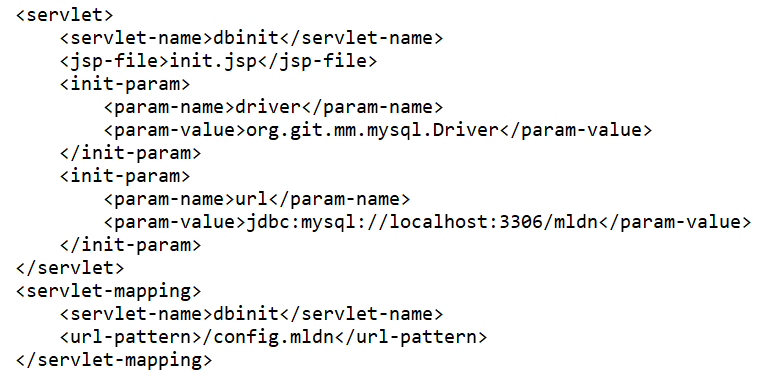 <servlet>
    <servlet-name>dbinit</servlet-name>
    <jsp-file>init.jsp</jsp-file>
    <init-param>
        <param-name>driver</param-name>
        <param-value>org.git.mm.mysql.Driver</param-value>
    </init-param>
    <init-param>
        <param-name>url</param-name>
        <param-value>jdbc:mysql://localhost:3306/mldn</param-value>
    </init-param>
</servlet>
<servlet-mapping>
    <servlet-name>dbinit</servlet-name>
    <url-pattern>/config.mldn</url-pattern>
</servlet-mapping>